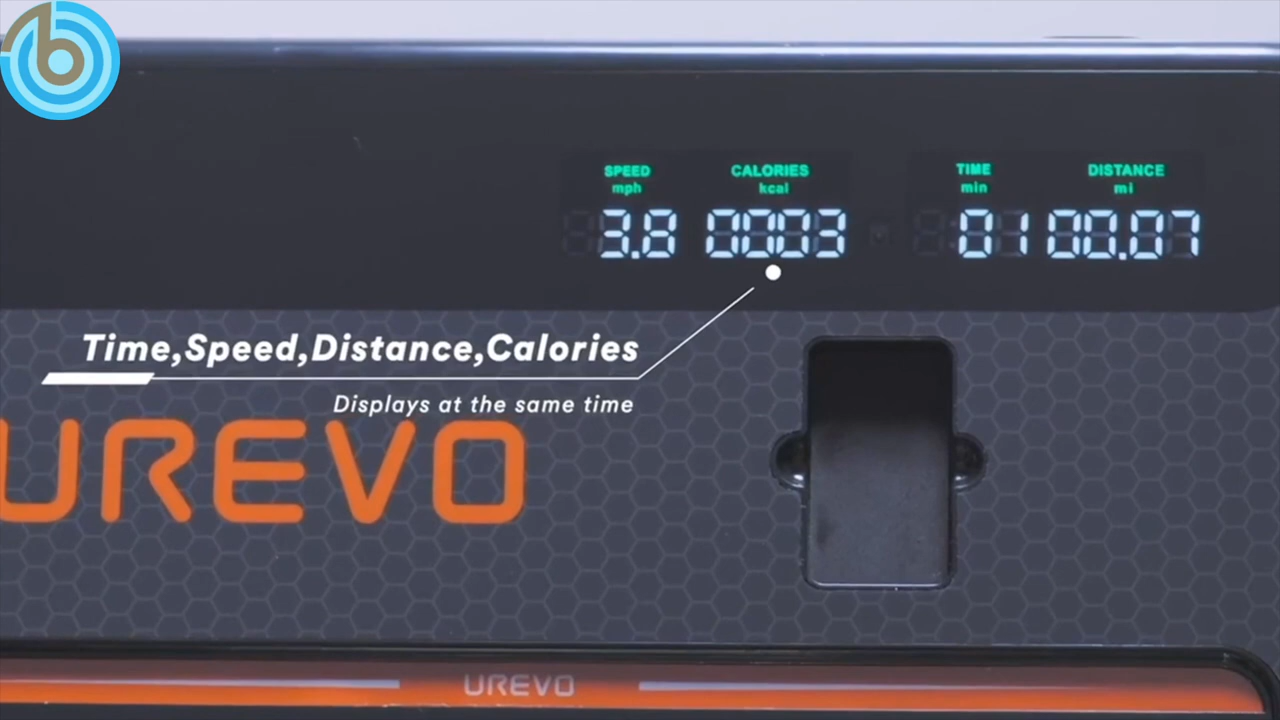 SPEED CALORIES TIME DISTANCE
mph kcal min mi
3.8 0003 01 00.07
Time,Speed,Distance,Calories
Displays at the same time
UREVO
UREVO